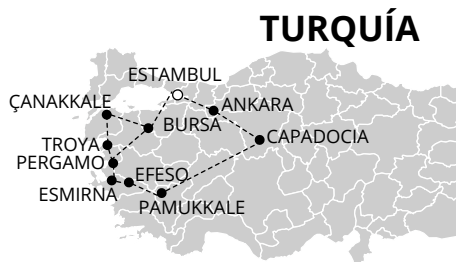 TURQUÍA
ESTAMBUL
ÇANAKKALE
ANKARA
BURSA
CAPADOCIA
TROYA
PERGAMO
EFESO
ESMIRNA
PAMUKKALE